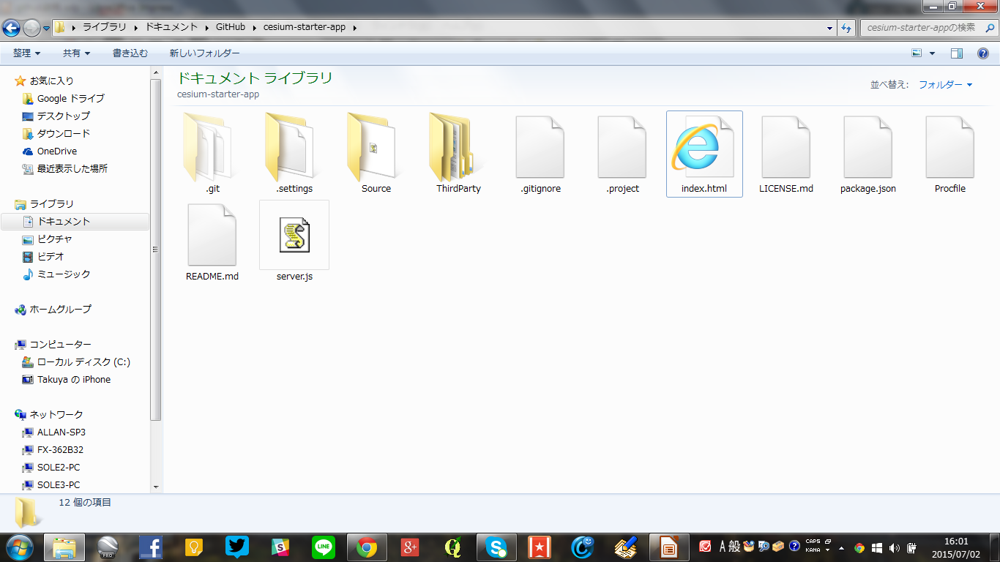 ライブラリ ドキュメント GitHub cesium-starter-app
cesium-starter-appの検索
整理 共有 書き込む 新しいフォルダー
お気に入り
Google ドライブ
デスクトップ
ダウンロード
OneDrive
最近表示した場所
ライブラリ
ドキュメント
ピクチャ
ビデオ
ミュージック
ホームグループ
コンピューター
ローカル ディスク (C:)
Takuya の iPhone
ネットワーク
ALLAN-SP3
FX-362B32
SOLE2-PC
SOLE3-PC
ドキュメント ライブラリ
cesium-starter-app
並べ替え: フォルダー
.git .settings Source ThirdParty .gitignore .project index.html LICENSE.md package.json Procfile
README.md server.js
12 個の項目
PRO
LINE
A 般
CAPS
KANA
16:01
2015/07/02